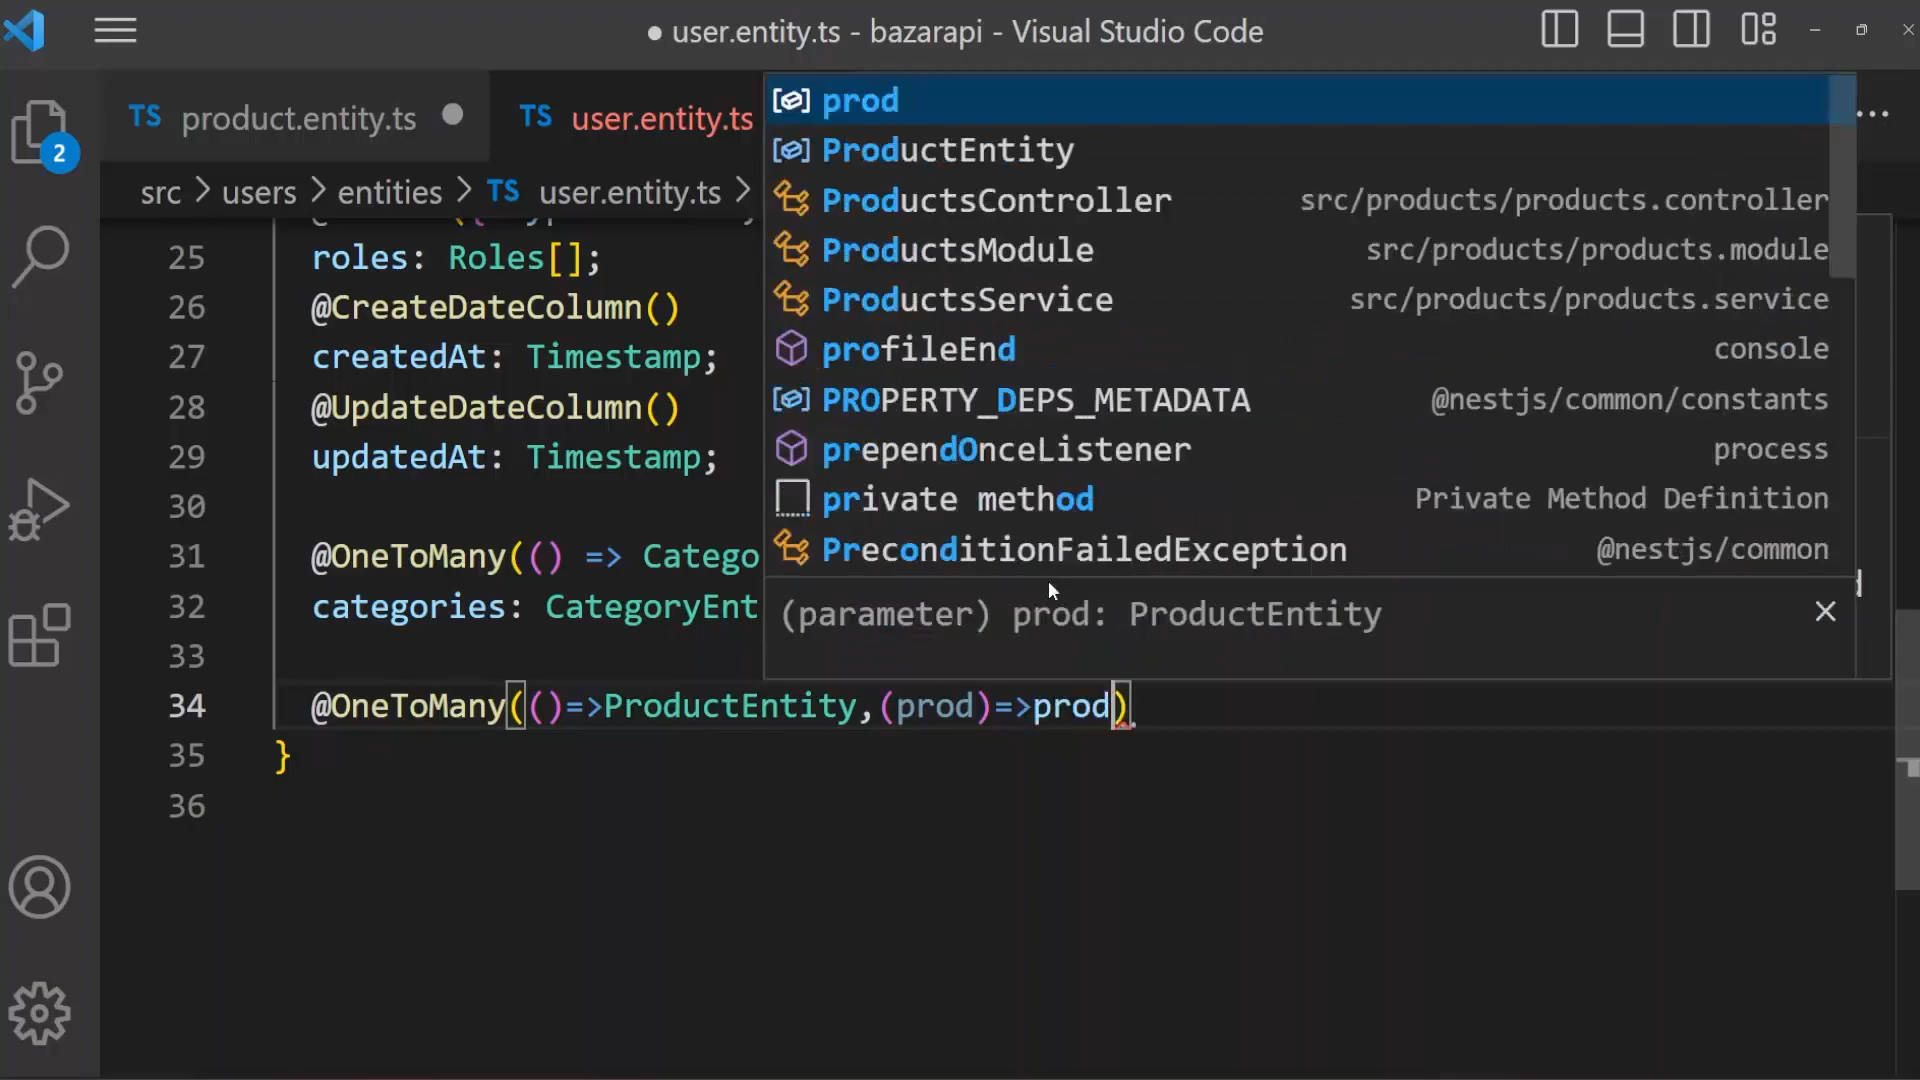 user.entity.ts - bazarapi - Visual Studio Code
TS product.entity.ts
TS user.entity.ts
...
2
src > users > entities > TS user.entity.ts >
25 roles: Roles[];
26 @CreateDateColumn()
27 createdAt: Timestamp;
28 @UpdateDateColumn()
29 updatedAt: Timestamp;
30
31 @OneToMany(() => Catego
32 categories: CategoryEnt
33
34 @OneToMany(()=>ProductEntity,(prod)=>prod)
35 }
36
prod
ProductEntity
ProductsController src/products/products.controller
ProductsModule src/products/products.module
ProductsService src/products/products.service
profileEnd console
PROPERTY_DEPS_METADATA @nestjs/common/constants
prependOnceListener process
private method Private Method Definition
PreconditionFailedException @nestjs/common
(parameter) prod: ProductEntity